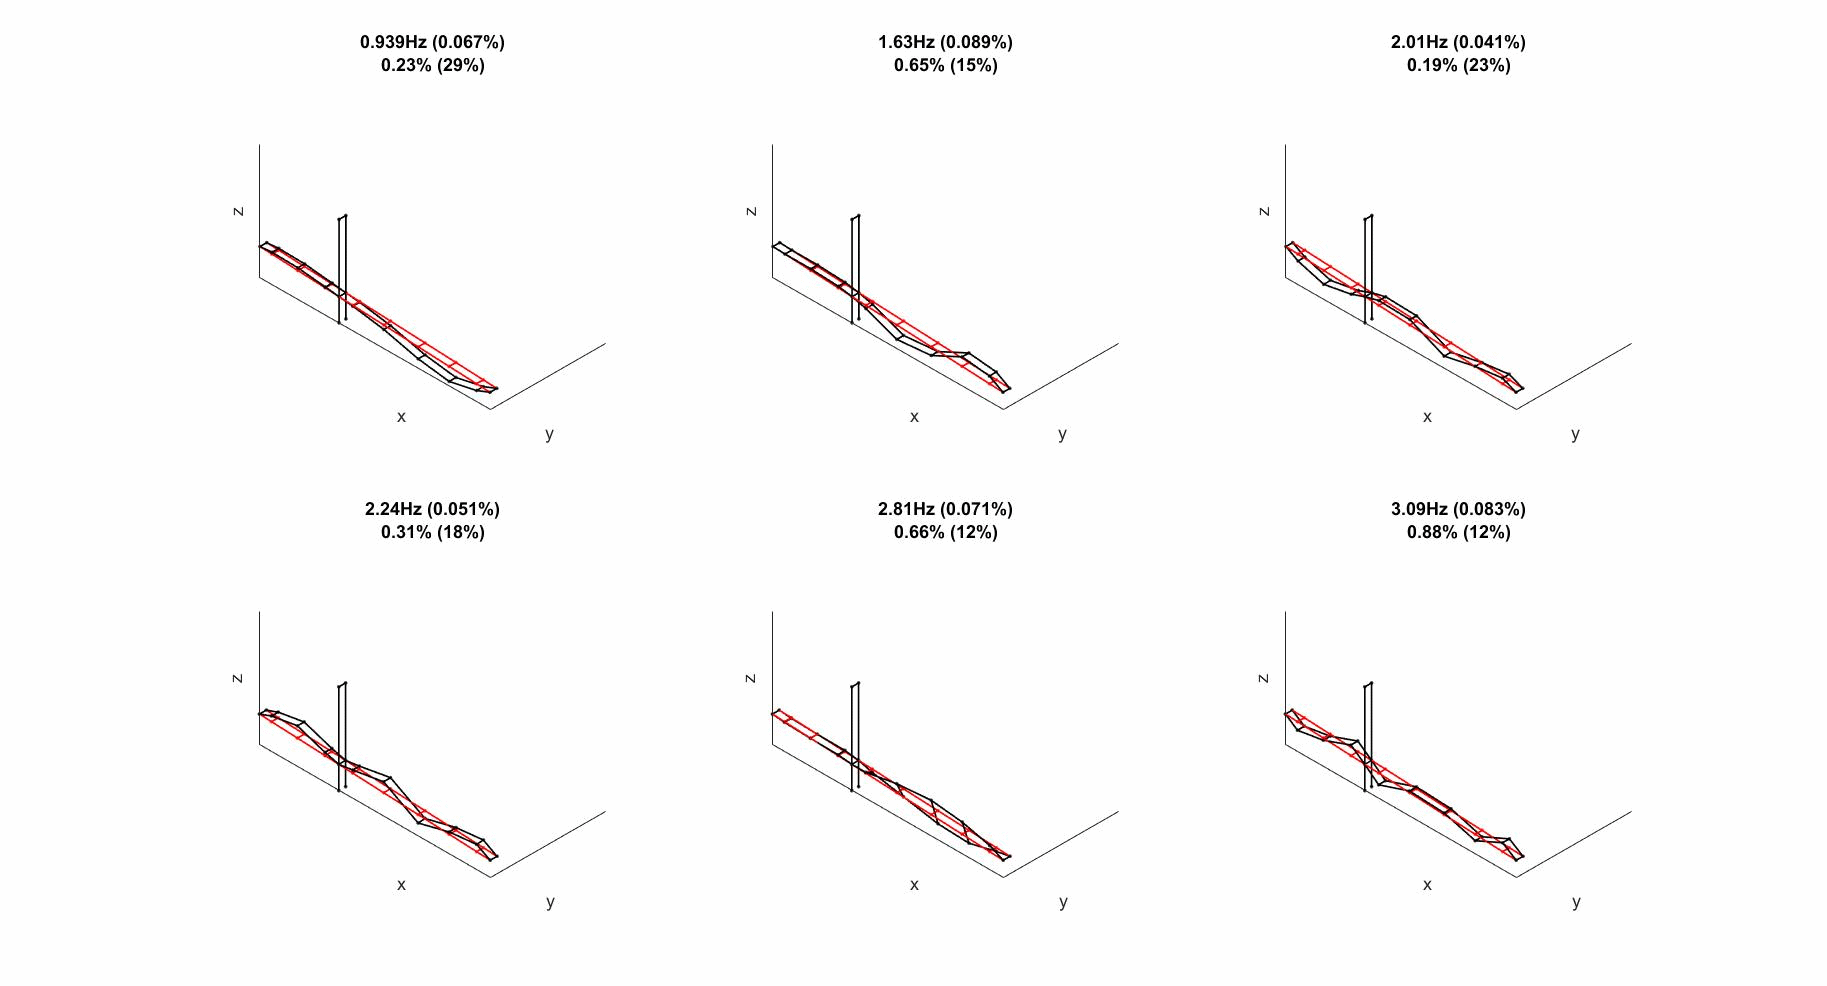 0.939Hz (0.067%)
0.23% (29%)
1.63Hz (0.089%)
0.65% (15%)
2.01Hz (0.041%)
0.19% (23%)
z
x
y
z
x
y
z
x
y
2.24Hz (0.051%)
0.31% (18%)
2.81Hz (0.071%)
0.66% (12%)
3.09Hz (0.083%)
0.88% (12%)
z
x
y
z
x
y
z
x
y